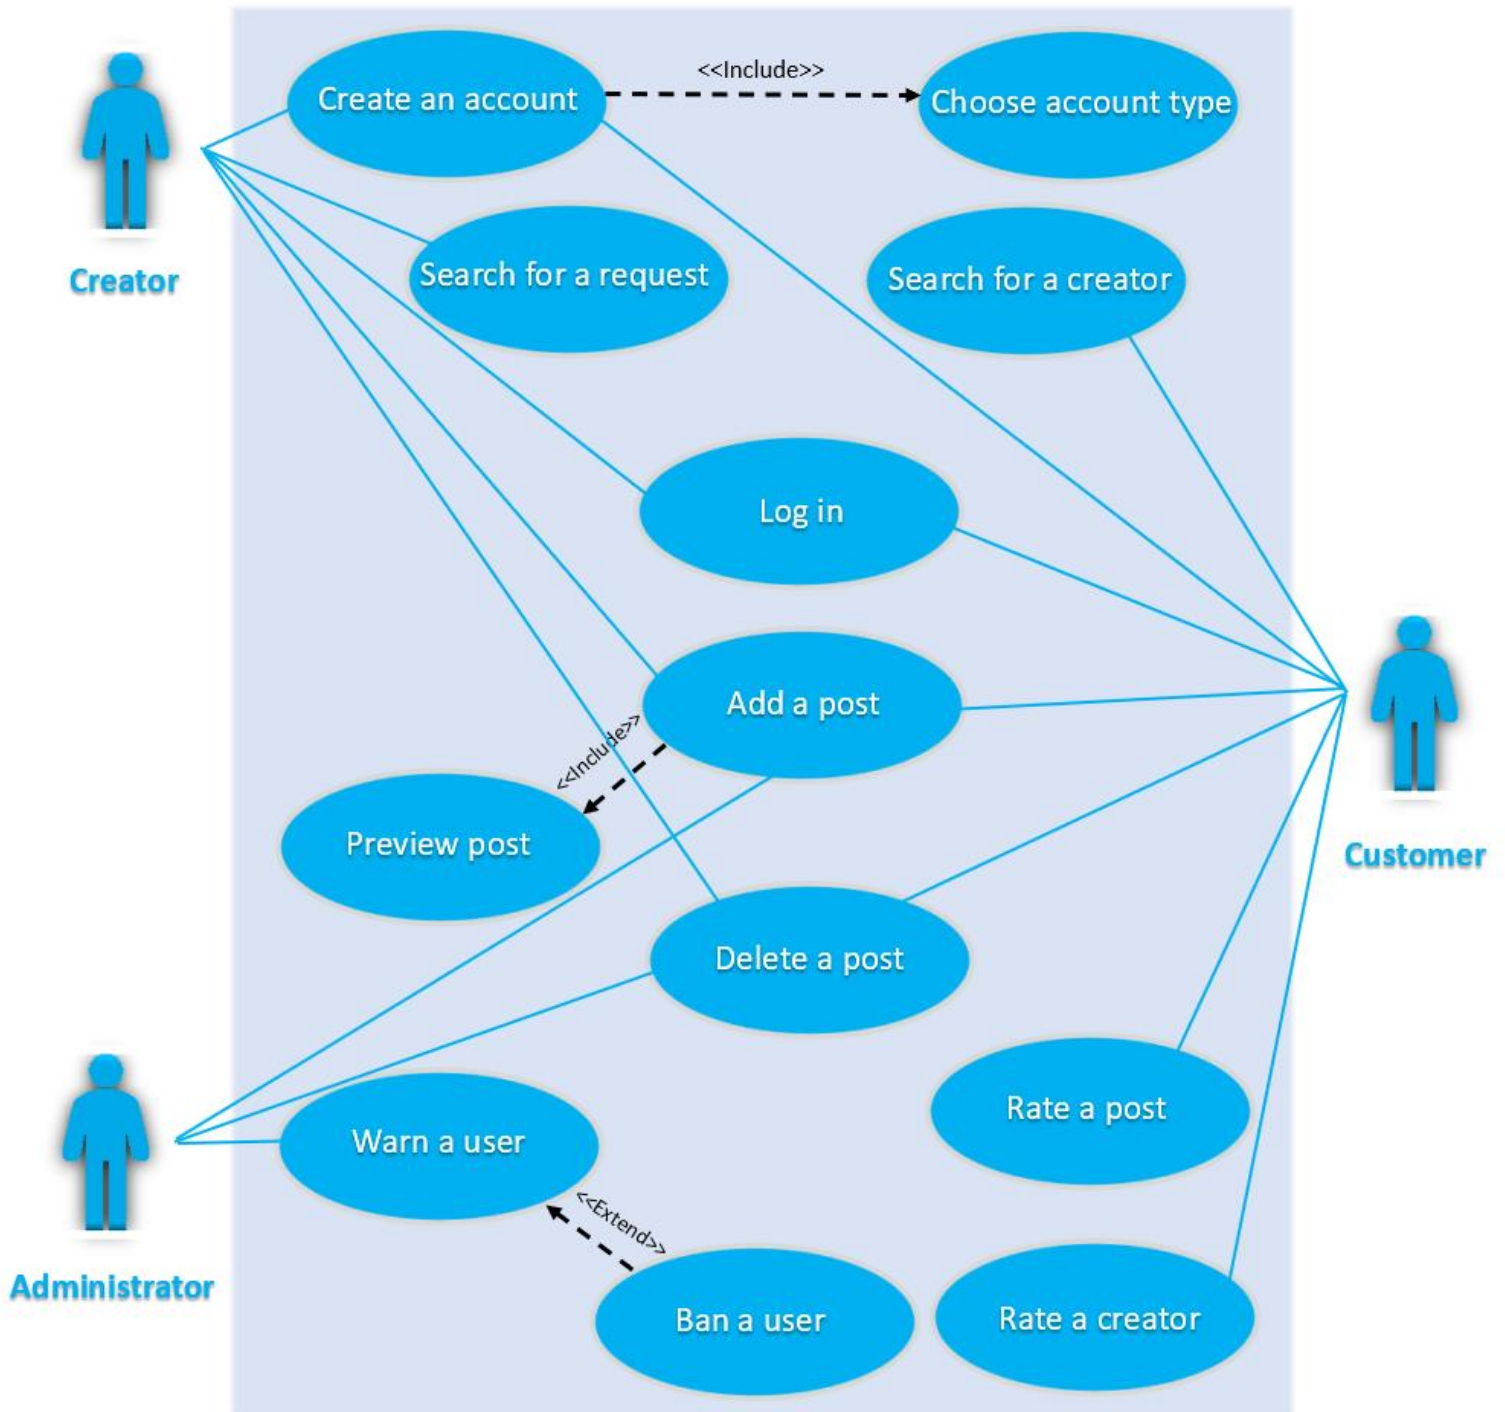 <<Include>>
Create an account
Choose account type
Search for a request
Search for a creator
Creator
Log in
Add a post
<<Include>>
Preview post
Customer
Delete a post
Rate a post
Warn a user
<<Extend>>
Administrator
Ban a user
Rate a creator